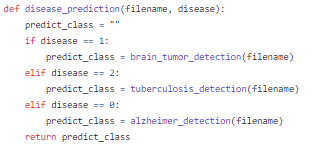 def disease_prediction(filename, disease):
    predict_class = ""
    if disease == 1:
        predict_class = brain_tumor_detection(filename)
    elif disease == 2:
        predict_class = tuberculosis_detection(filename)
    elif disease == 0:
        predict_class = alzheimer_detection(filename)
    return predict_class